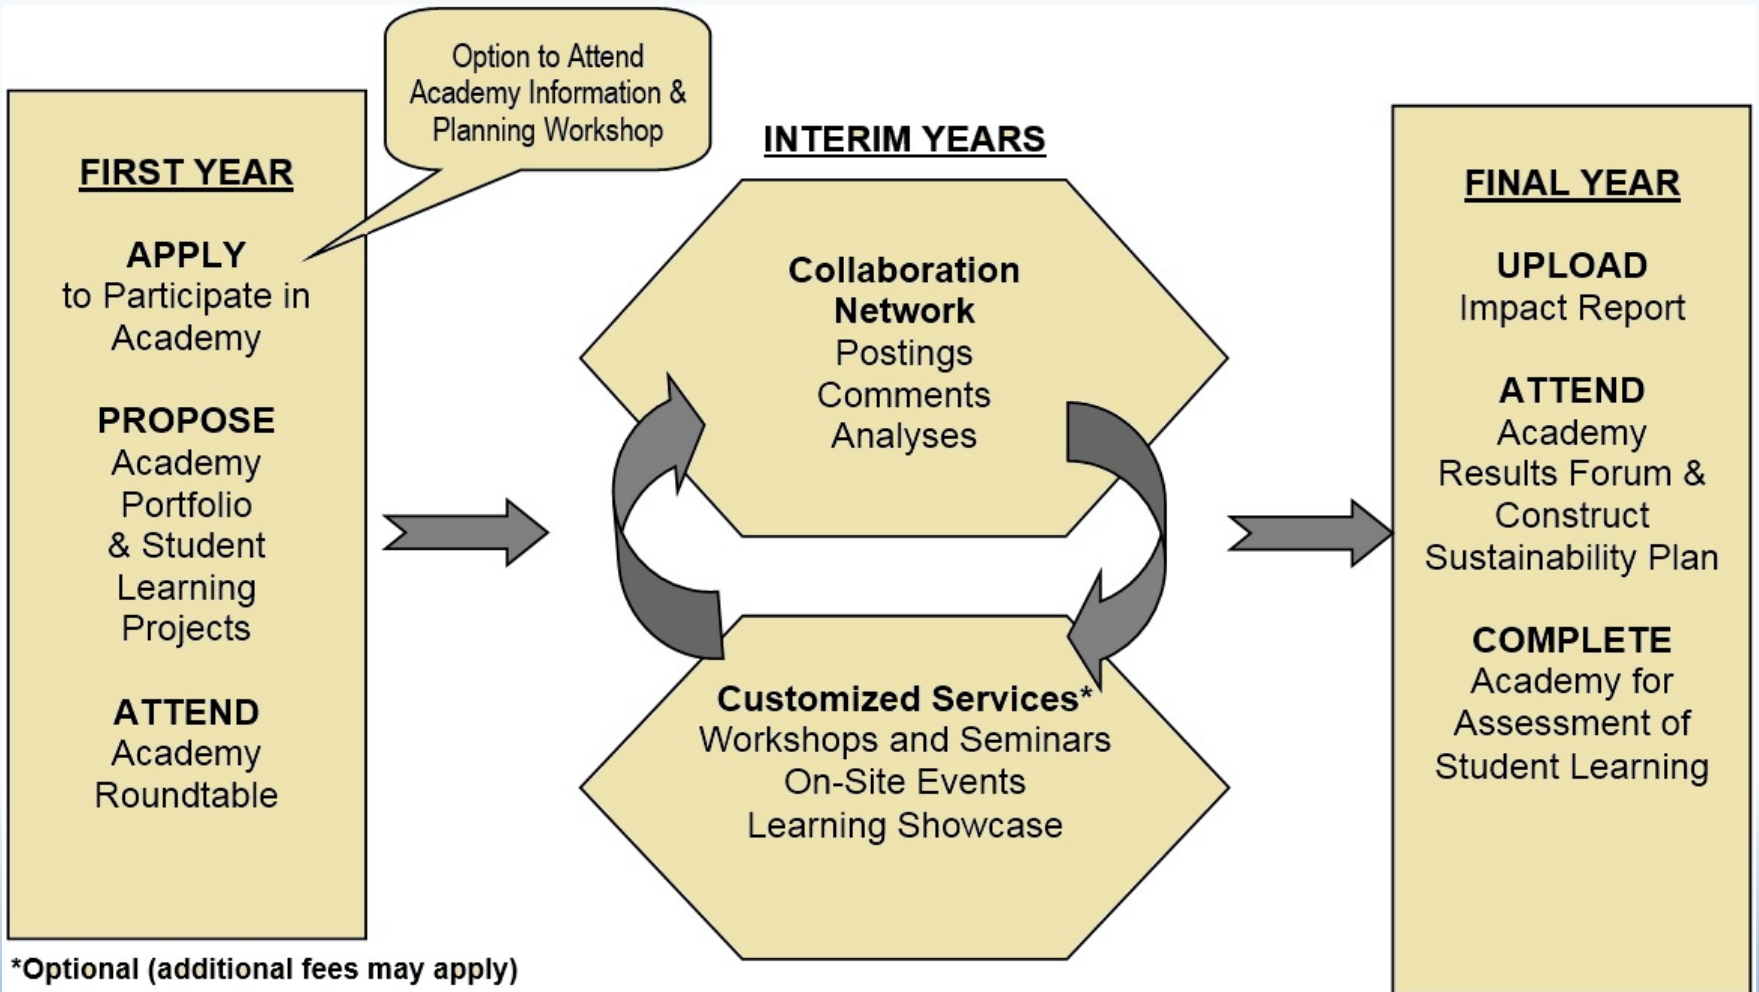 Option to Attend
Academy Information &
Planning Workshop
FIRST YEAR
APPLY
to Participate in
Academy
PROPOSE
Academy
Portfolio
& Student
Learning
Projects
ATTEND
Academy
Roundtable
INTERIM YEARS
Collaboration
Network
Postings
Comments
Analyses
Customized Services*
Workshops and Seminars
On-Site Events
Learning Showcase
FINAL YEAR
UPLOAD
Impact Report
ATTEND
Academy
Results Forum &
Construct
Sustainability Plan
COMPLETE
Academy for
Assessment of
Student Learning
*Optional (additional fees may apply)